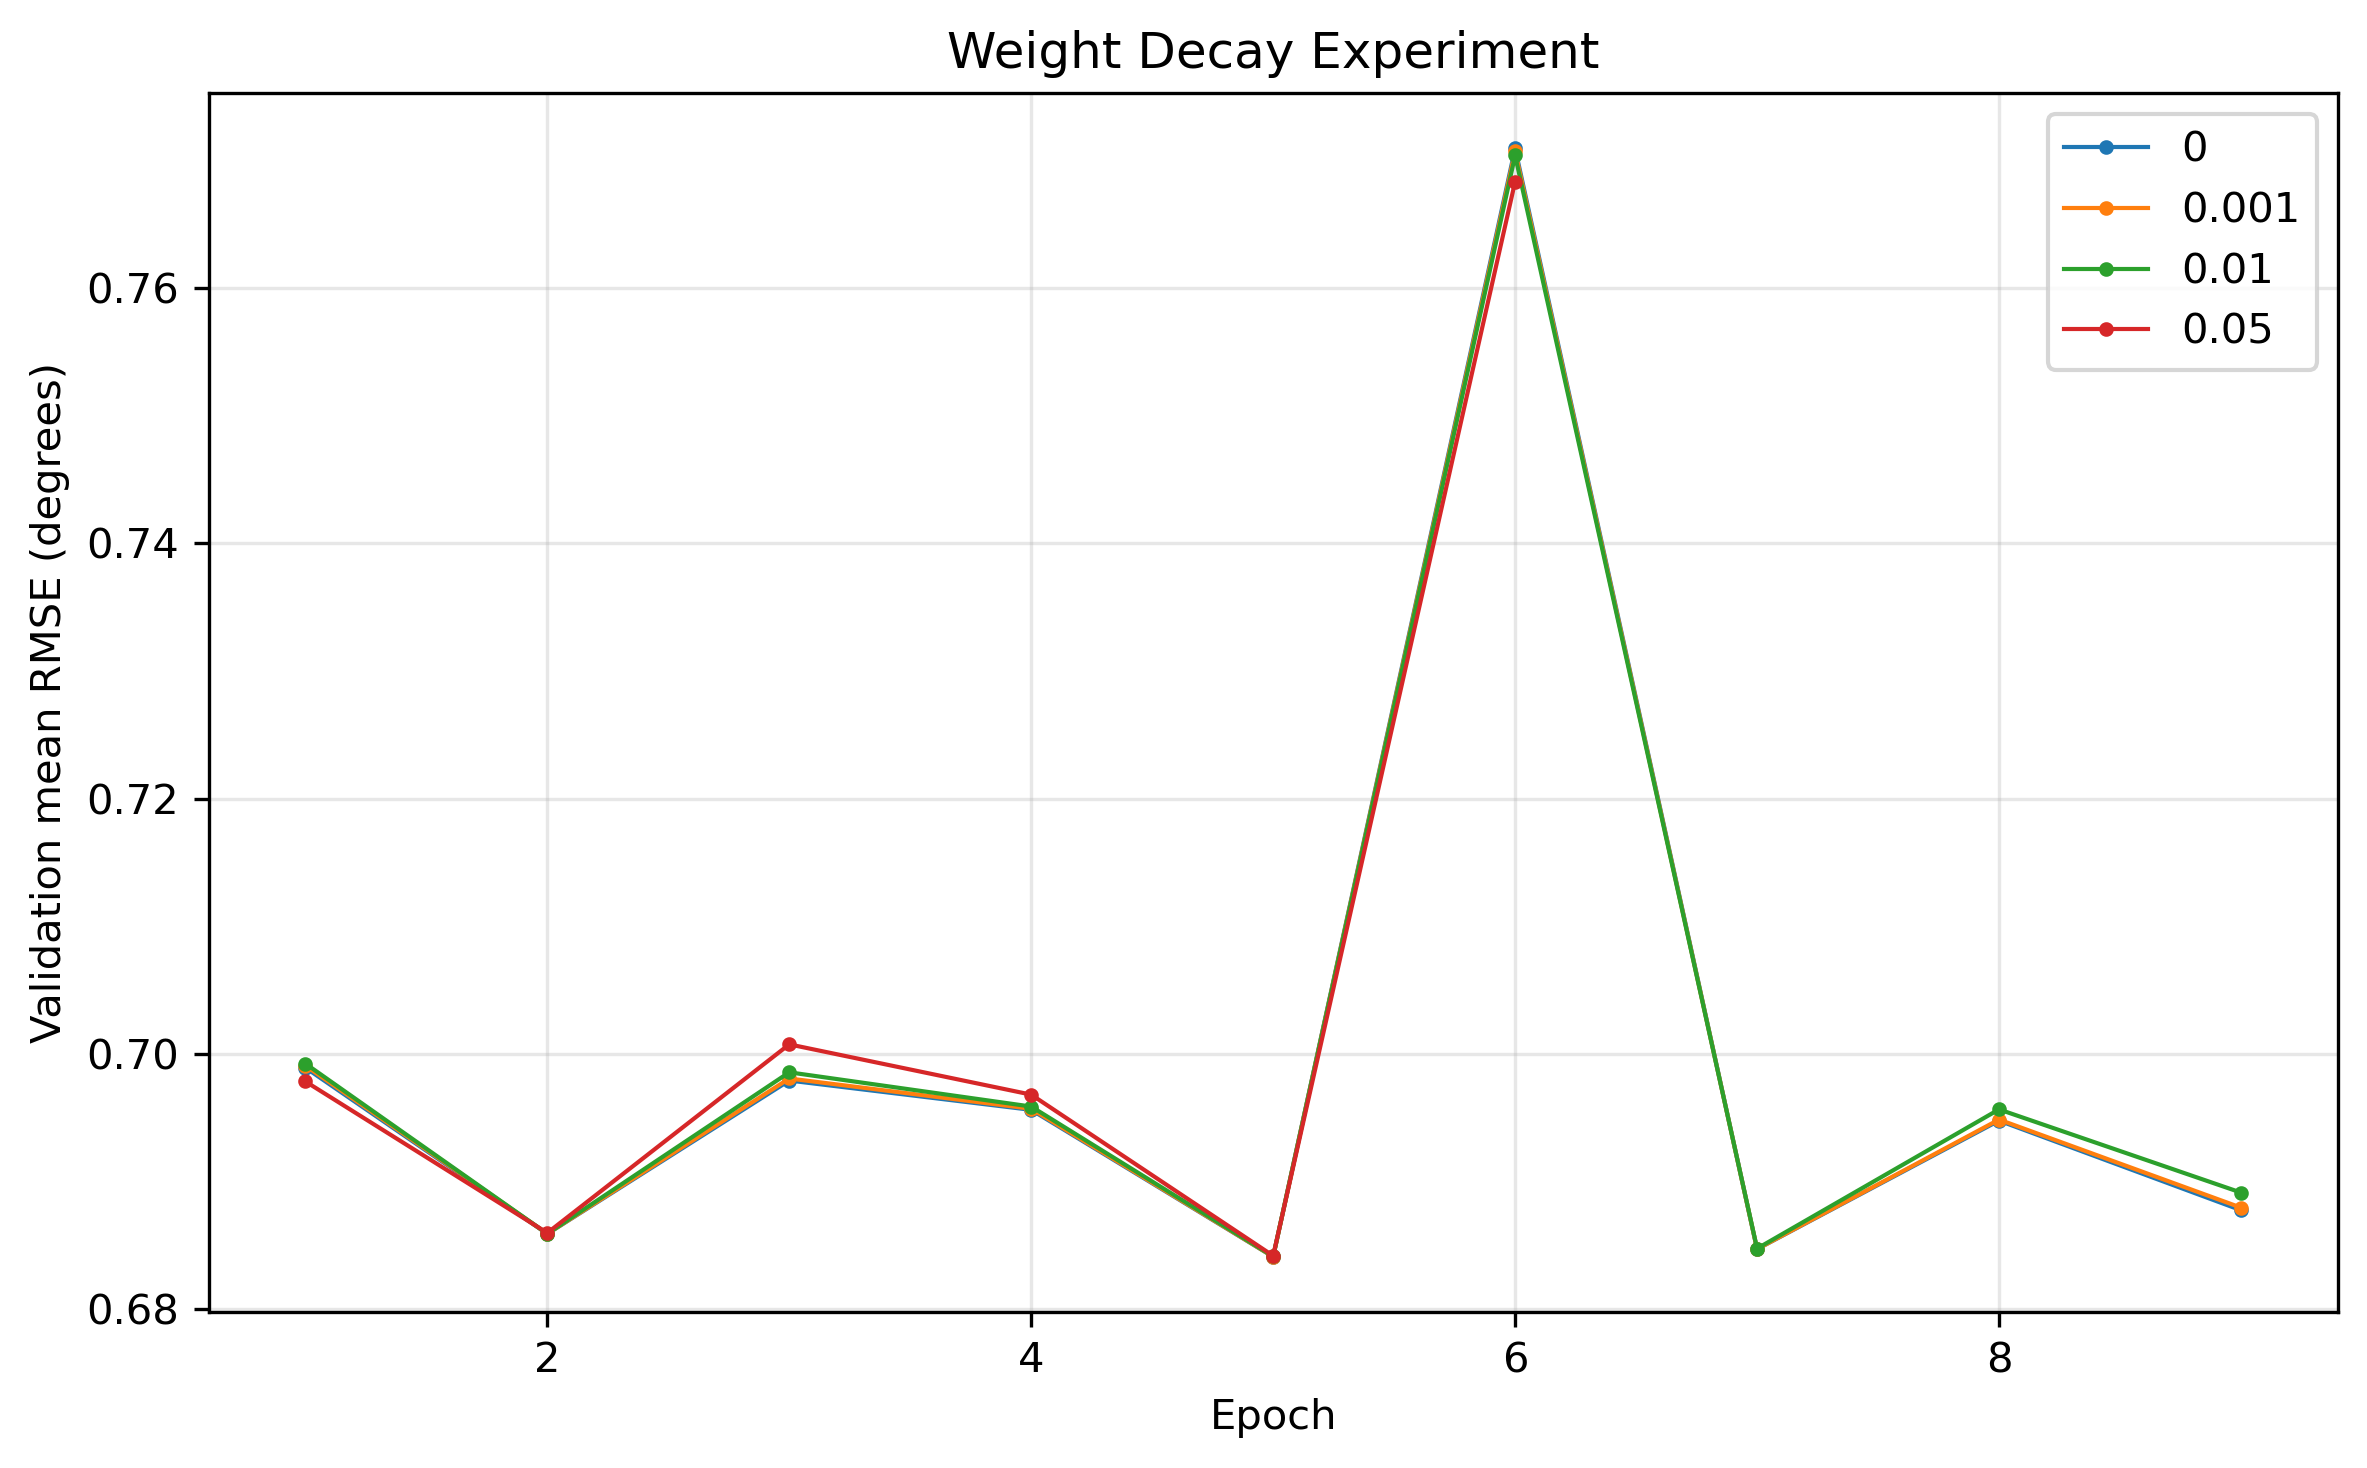 Weight Decay Experiment
0
0.001
0.01
0.05
Validation mean RMSE (degrees)
0.76
0.74
0.72
0.70
0.68
2 4 6 8
Epoch